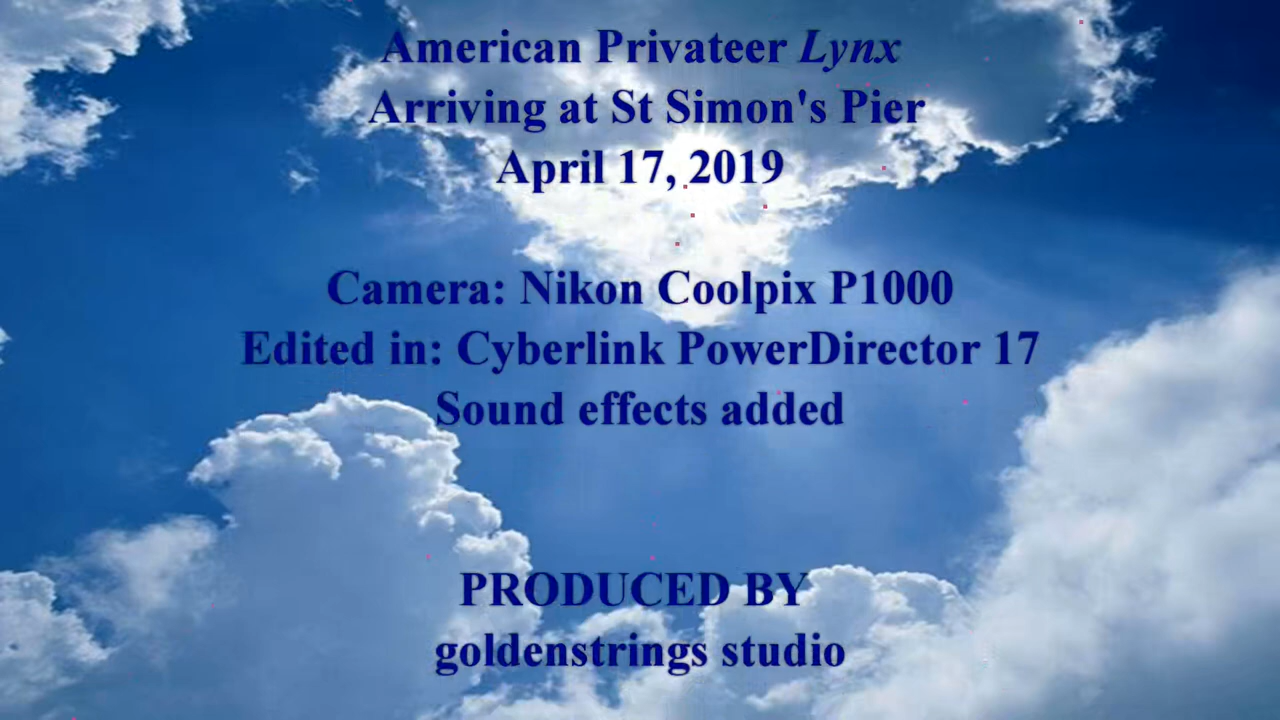 American Privateer Lynx
Arriving at St Simon's Pier
April 17, 2019
Camera: Nikon Coolpix P1000
Edited in: Cyberlink PowerDirector 17
Sound effects added
PRODUCED BY
goldenstrings studio